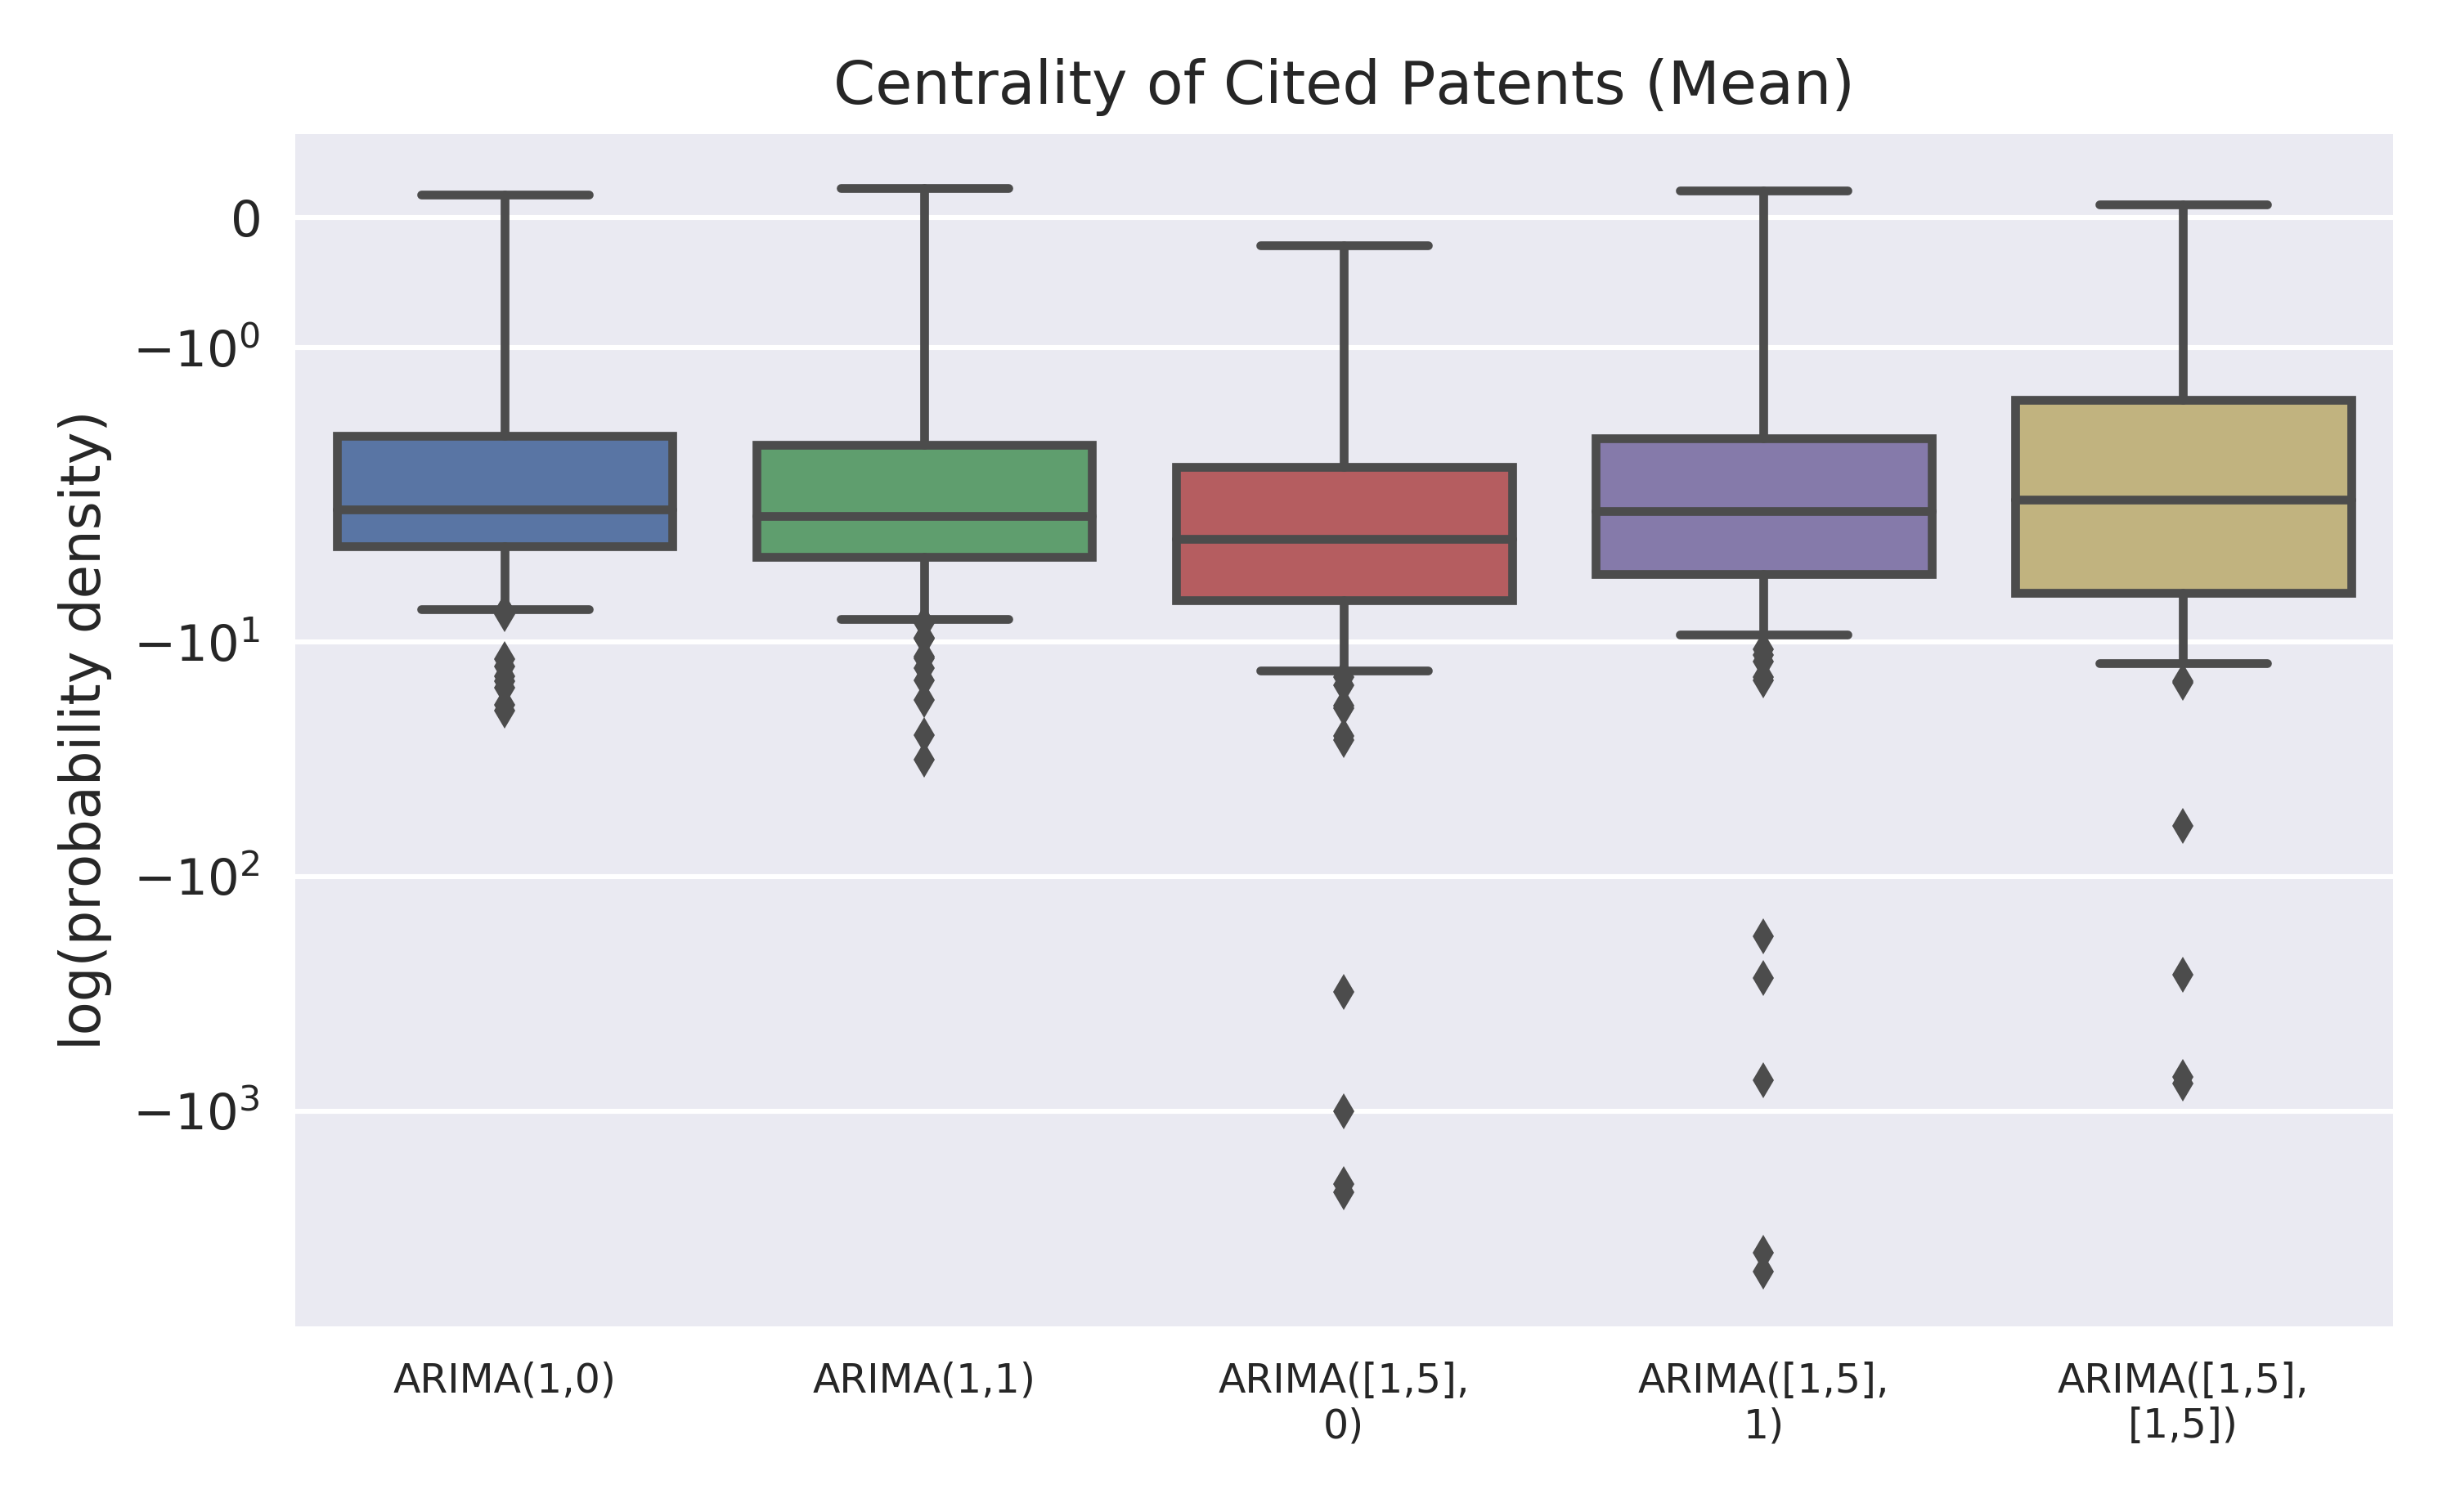 Centrality of Cited Patents (Mean)
log(probability density)
0
−10⁰
−10¹
−10²
−10³
ARIMA(1,0)
ARIMA(1,1)
ARIMA([1,5],
0)
ARIMA([1,5],
1)
ARIMA([1,5],
[1,5])